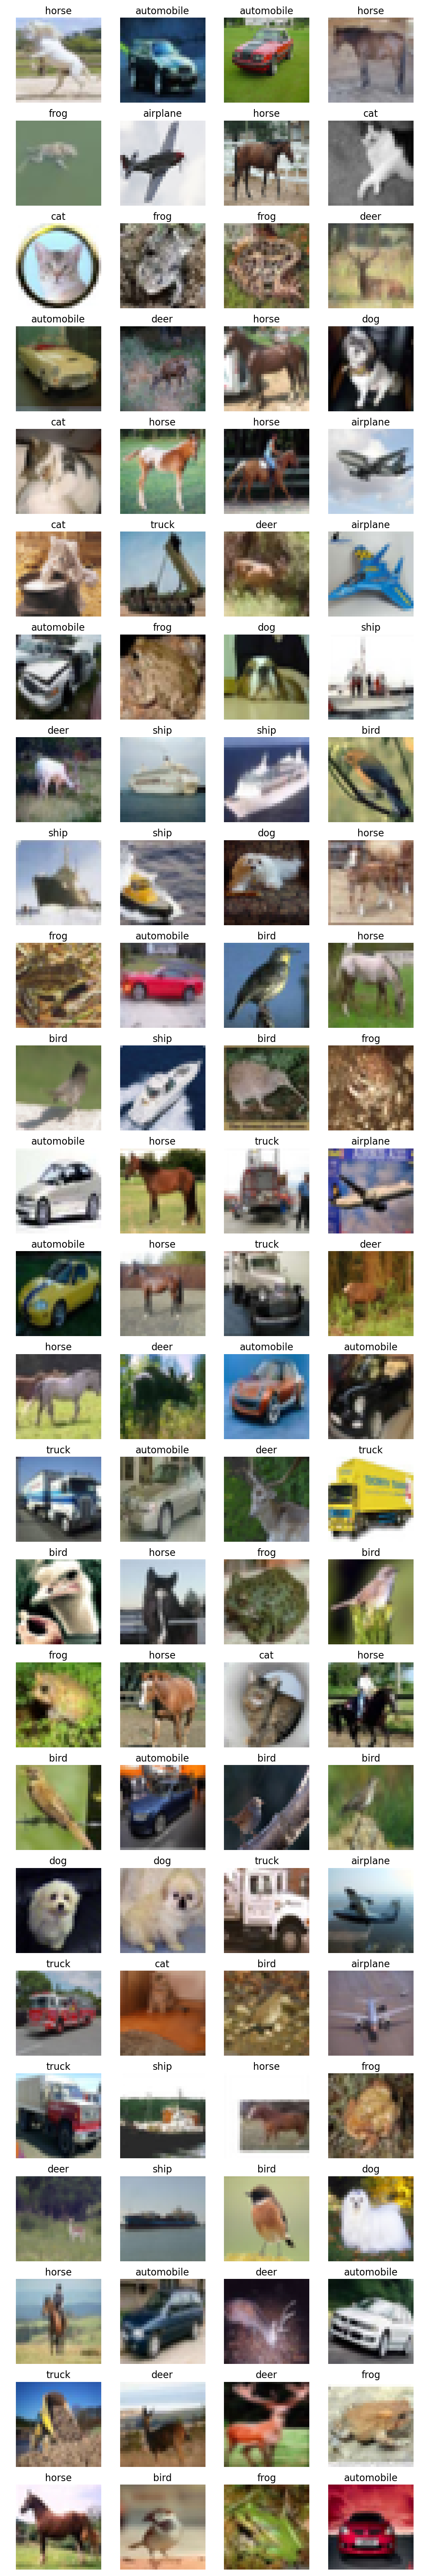 horse automobile automobile horse
frog airplane horse cat
cat frog frog deer
automobile deer horse dog
cat horse horse airplane
cat truck deer airplane
automobile frog dog ship
deer ship ship bird
ship ship dog horse
frog automobile bird horse
bird ship bird frog
automobile horse truck airplane
automobile horse truck deer
horse deer automobile automobile
truck automobile deer truck
bird horse frog bird
frog horse cat horse
bird automobile bird bird
dog dog truck airplane
truck cat bird airplane
truck ship horse frog
deer ship bird dog
horse automobile deer automobile
truck deer deer frog
horse bird frog automobile